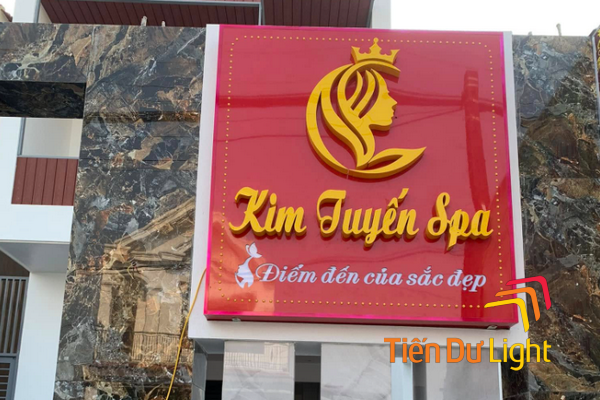 Kim Tuyến Spa
Điểm đến của sắc đẹp
Tiến Dư Light